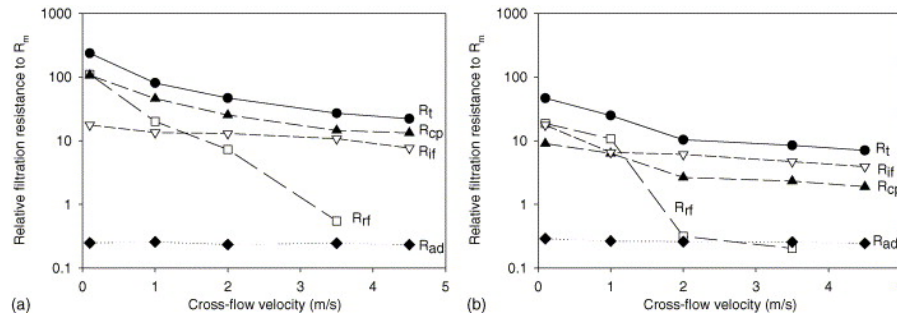 Relative filtration resistance to Rm
1000
100
10
1
0.1
Rt
Rcp
Rif
Rrf
Rad
0 1 2 3 4 5
(a) Cross-flow velocity (m/s)
Relative filtration resistance to Rm
1000
100
10
1
0.1
Rt
Rif
Rcp
Rrf
Rad
0 1 2 3 4 5
(b) Cross-flow velocity (m/s)